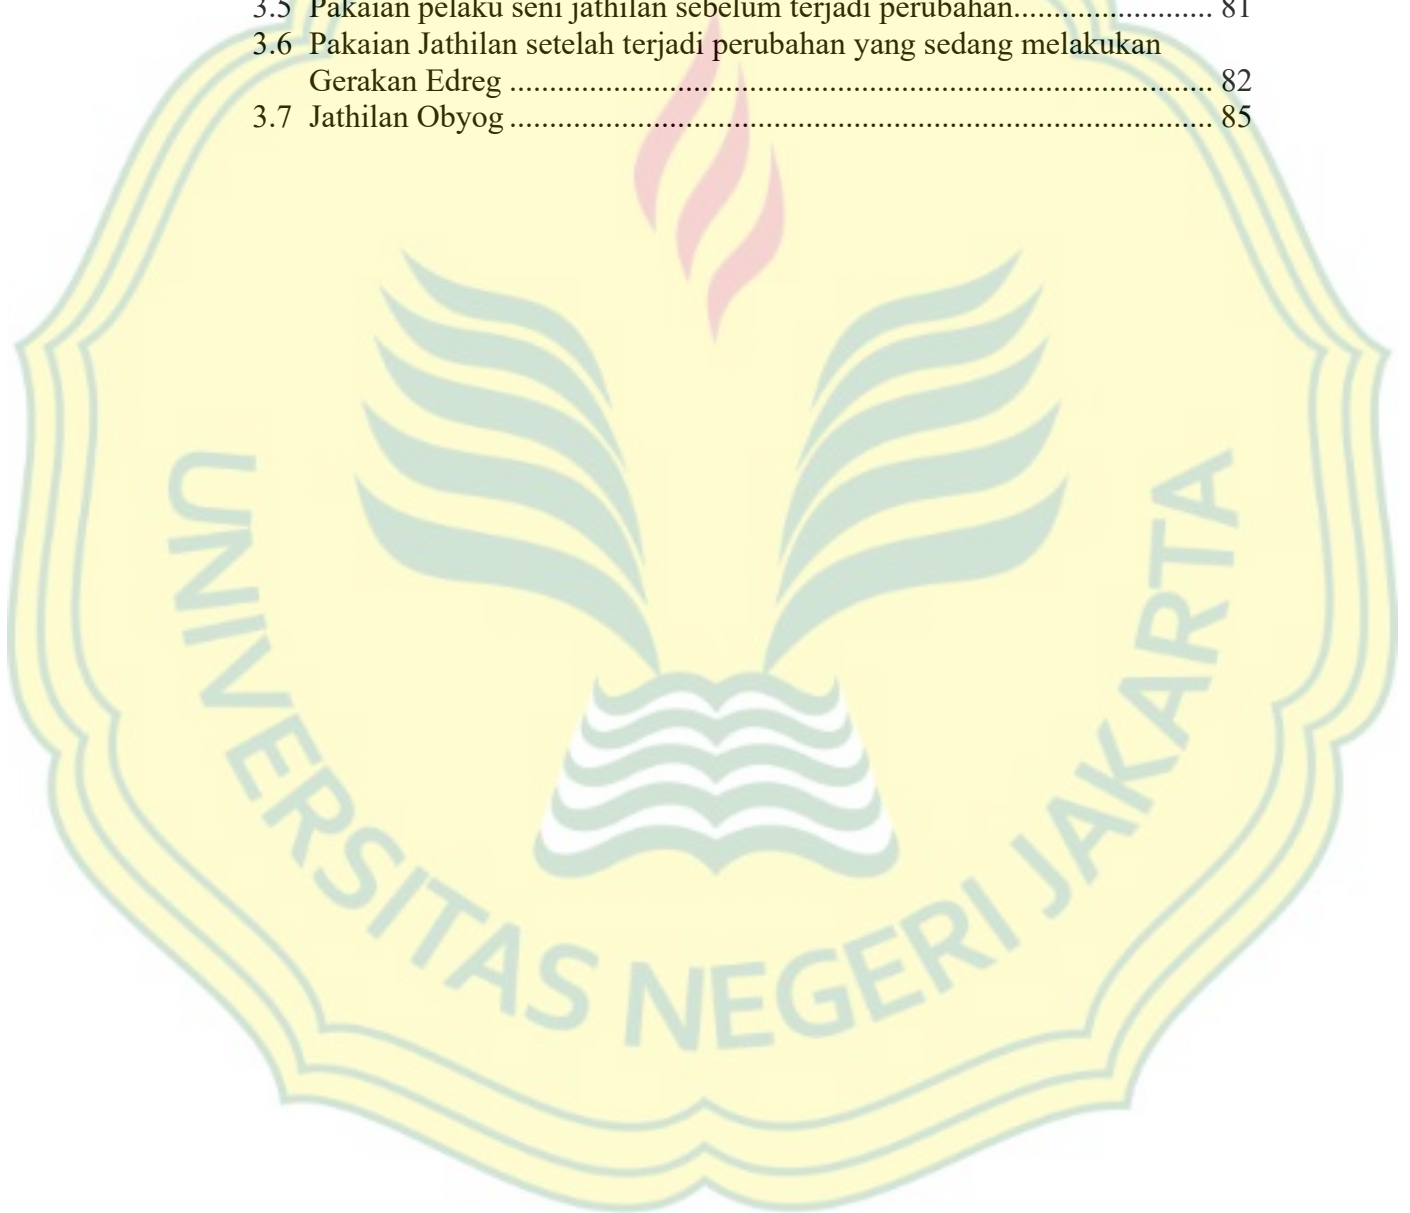 3.5 Pakaian pelaku seni jathilan sebelum terjadi perubahan......................... 81
3.6 Pakaian Jathilan setelah terjadi perubahan yang sedang melakukan
Gerakan Edreg ........................................................................................ 82
3.7 Jathilan Obyog ........................................................................................ 85
UNIVERSITAS NEGERI JAKARTA